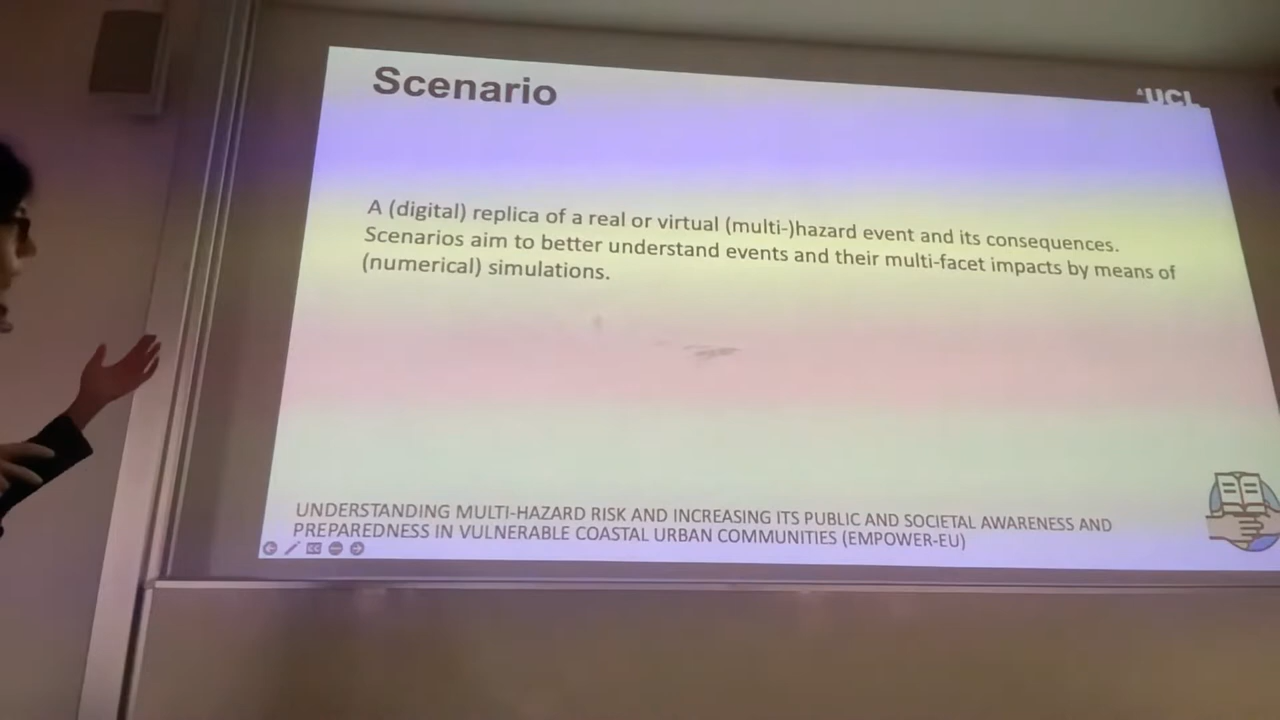 Scenario
UCL
A (digital) replica of a real or virtual (multi-)hazard event and its consequences.
Scenarios aim to better understand events and their multi-facet impacts by means of
(numerical) simulations.
UNDERSTANDING MULTI-HAZARD RISK AND INCREASING ITS PUBLIC AND SOCIETAL AWARENESS AND
PREPAREDNESS IN VULNERABLE COASTAL URBAN COMMUNITIES (EMPOWER-EU)
CC